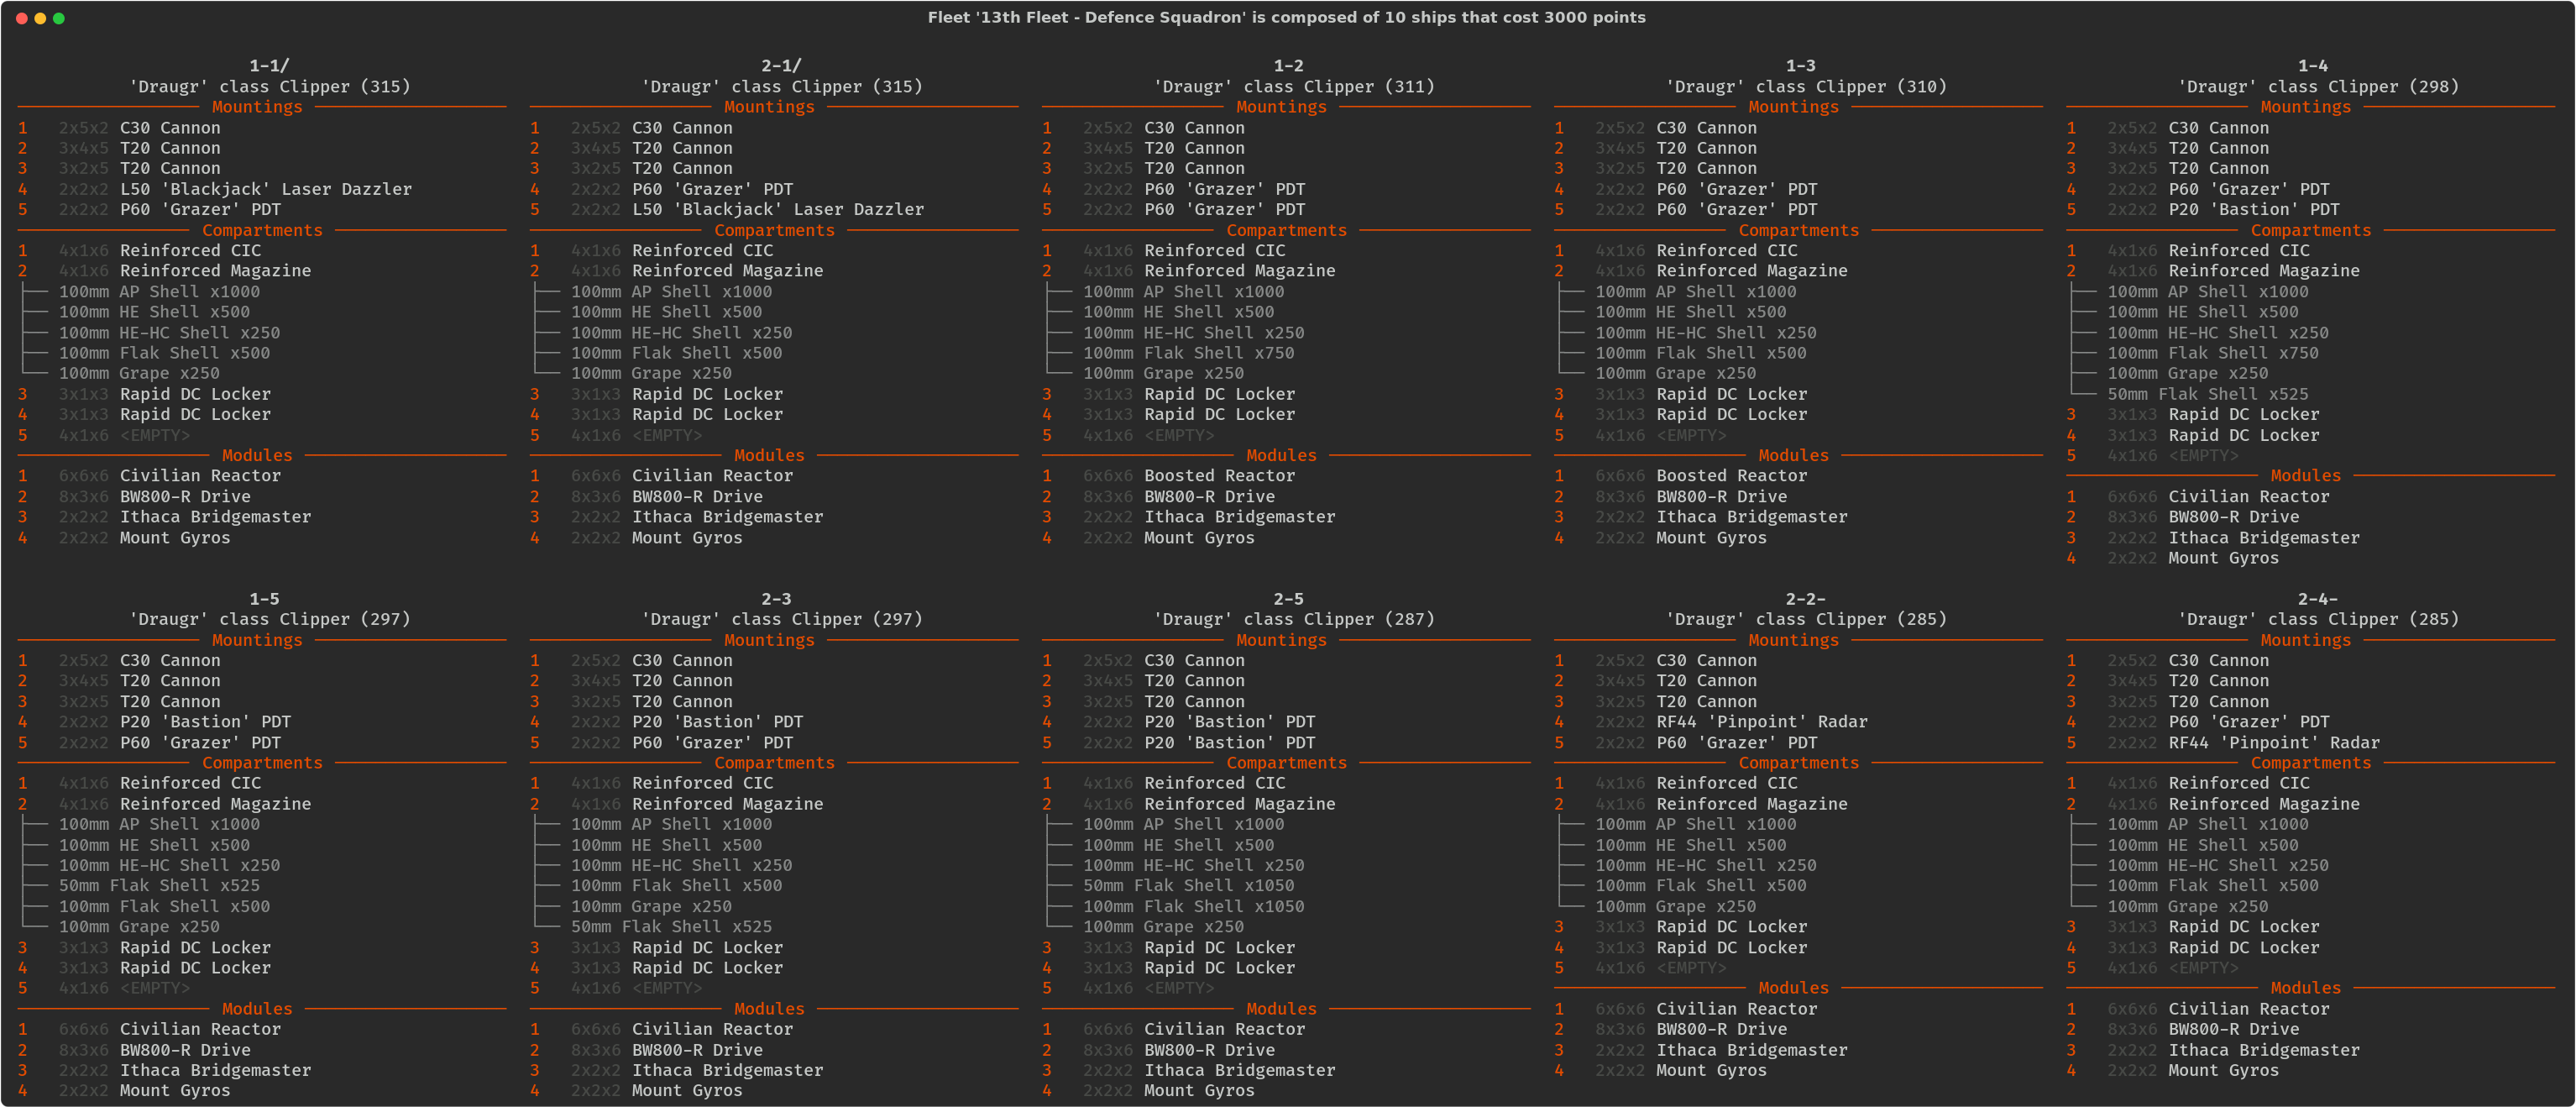 Fleet '13th Fleet - Defence Squadron' is composed of 10 ships that cost 3000 points
1-1/
'Draugr' class Clipper (315)
Mountings
1 2x5x2 C30 Cannon
2 3x4x5 T20 Cannon
3 3x2x5 T20 Cannon
4 2x2x2 L50 'Blackjack' Laser Dazzler
5 2x2x2 P60 'Grazer' PDT
Compartments
1 4x1x6 Reinforced CIC
2 4x1x6 Reinforced Magazine
100mm AP Shell x1000
100mm HE Shell x500
100mm HE-HC Shell x250
100mm Flak Shell x500
100mm Grape x250
3 3x1x3 Rapid DC Locker
4 3x1x3 Rapid DC Locker
5 4x1x6 <EMPTY>
Modules
1 6x6x6 Civilian Reactor
2 8x3x6 BW800-R Drive
3 2x2x2 Ithaca Bridgemaster
4 2x2x2 Mount Gyros
2-1/
'Draugr' class Clipper (315)
Mountings
1 2x5x2 C30 Cannon
2 3x4x5 T20 Cannon
3 3x2x5 T20 Cannon
4 2x2x2 P60 'Grazer' PDT
5 2x2x2 L50 'Blackjack' Laser Dazzler
Compartments
1 4x1x6 Reinforced CIC
2 4x1x6 Reinforced Magazine
100mm AP Shell x1000
100mm HE Shell x500
100mm HE-HC Shell x250
100mm Flak Shell x500
100mm Grape x250
3 3x1x3 Rapid DC Locker
4 3x1x3 Rapid DC Locker
5 4x1x6 <EMPTY>
Modules
1 6x6x6 Civilian Reactor
2 8x3x6 BW800-R Drive
3 2x2x2 Ithaca Bridgemaster
4 2x2x2 Mount Gyros
1-2
'Draugr' class Clipper (311)
Mountings
1 2x5x2 C30 Cannon
2 3x4x5 T20 Cannon
3 3x2x5 T20 Cannon
4 2x2x2 P60 'Grazer' PDT
5 2x2x2 P60 'Grazer' PDT
Compartments
1 4x1x6 Reinforced CIC
2 4x1x6 Reinforced Magazine
100mm AP Shell x1000
100mm HE Shell x500
100mm HE-HC Shell x250
100mm Flak Shell x750
100mm Grape x250
3 3x1x3 Rapid DC Locker
4 3x1x3 Rapid DC Locker
5 4x1x6 <EMPTY>
Modules
1 6x6x6 Boosted Reactor
2 8x3x6 BW800-R Drive
3 2x2x2 Ithaca Bridgemaster
4 2x2x2 Mount Gyros
1-3
'Draugr' class Clipper (310)
Mountings
1 2x5x2 C30 Cannon
2 3x4x5 T20 Cannon
3 3x2x5 T20 Cannon
4 2x2x2 P60 'Grazer' PDT
5 2x2x2 P60 'Grazer' PDT
Compartments
1 4x1x6 Reinforced CIC
2 4x1x6 Reinforced Magazine
100mm AP Shell x1000
100mm HE Shell x500
100mm HE-HC Shell x250
100mm Flak Shell x500
100mm Grape x250
3 3x1x3 Rapid DC Locker
4 3x1x3 Rapid DC Locker
5 4x1x6 <EMPTY>
Modules
1 6x6x6 Boosted Reactor
2 8x3x6 BW800-R Drive
3 2x2x2 Ithaca Bridgemaster
4 2x2x2 Mount Gyros
1-4
'Draugr' class Clipper (298)
Mountings
1 2x5x2 C30 Cannon
2 3x4x5 T20 Cannon
3 3x2x5 T20 Cannon
4 2x2x2 P60 'Grazer' PDT
5 2x2x2 P20 'Bastion' PDT
Compartments
1 4x1x6 Reinforced CIC
2 4x1x6 Reinforced Magazine
100mm AP Shell x1000
100mm HE Shell x500
100mm HE-HC Shell x250
100mm Flak Shell x750
100mm Grape x250
50mm Flak Shell x525
3 3x1x3 Rapid DC Locker
4 3x1x3 Rapid DC Locker
5 4x1x6 <EMPTY>
Modules
1 6x6x6 Civilian Reactor
2 8x3x6 BW800-R Drive
3 2x2x2 Ithaca Bridgemaster
4 2x2x2 Mount Gyros
1-5
'Draugr' class Clipper (297)
Mountings
1 2x5x2 C30 Cannon
2 3x4x5 T20 Cannon
3 3x2x5 T20 Cannon
4 2x2x2 P20 'Bastion' PDT
5 2x2x2 P60 'Grazer' PDT
Compartments
1 4x1x6 Reinforced CIC
2 4x1x6 Reinforced Magazine
100mm AP Shell x1000
100mm HE Shell x500
100mm HE-HC Shell x250
50mm Flak Shell x525
100mm Flak Shell x500
100mm Grape x250
3 3x1x3 Rapid DC Locker
4 3x1x3 Rapid DC Locker
5 4x1x6 <EMPTY>
Modules
1 6x6x6 Civilian Reactor
2 8x3x6 BW800-R Drive
3 2x2x2 Ithaca Bridgemaster
4 2x2x2 Mount Gyros
2-3
'Draugr' class Clipper (297)
Mountings
1 2x5x2 C30 Cannon
2 3x4x5 T20 Cannon
3 3x2x5 T20 Cannon
4 2x2x2 P20 'Bastion' PDT
5 2x2x2 P60 'Grazer' PDT
Compartments
1 4x1x6 Reinforced CIC
2 4x1x6 Reinforced Magazine
100mm AP Shell x1000
100mm HE Shell x500
100mm HE-HC Shell x250
100mm Flak Shell x500
100mm Grape x250
50mm Flak Shell x525
3 3x1x3 Rapid DC Locker
4 3x1x3 Rapid DC Locker
5 4x1x6 <EMPTY>
Modules
1 6x6x6 Civilian Reactor
2 8x3x6 BW800-R Drive
3 2x2x2 Ithaca Bridgemaster
4 2x2x2 Mount Gyros
2-5
'Draugr' class Clipper (287)
Mountings
1 2x5x2 C30 Cannon
2 3x4x5 T20 Cannon
3 3x2x5 T20 Cannon
4 2x2x2 P20 'Bastion' PDT
5 2x2x2 P20 'Bastion' PDT
Compartments
1 4x1x6 Reinforced CIC
2 4x1x6 Reinforced Magazine
100mm AP Shell x1000
100mm HE Shell x500
100mm HE-HC Shell x250
50mm Flak Shell x1050
100mm Flak Shell x1050
100mm Grape x250
3 3x1x3 Rapid DC Locker
4 3x1x3 Rapid DC Locker
5 4x1x6 <EMPTY>
Modules
1 6x6x6 Civilian Reactor
2 8x3x6 BW800-R Drive
3 2x2x2 Ithaca Bridgemaster
4 2x2x2 Mount Gyros
2-2-
'Draugr' class Clipper (285)
Mountings
1 2x5x2 C30 Cannon
2 3x4x5 T20 Cannon
3 3x2x5 T20 Cannon
4 2x2x2 RF44 'Pinpoint' Radar
5 2x2x2 P60 'Grazer' PDT
Compartments
1 4x1x6 Reinforced CIC
2 4x1x6 Reinforced Magazine
100mm AP Shell x1000
100mm HE Shell x500
100mm HE-HC Shell x250
100mm Flak Shell x500
100mm Grape x250
3 3x1x3 Rapid DC Locker
4 3x1x3 Rapid DC Locker
5 4x1x6 <EMPTY>
Modules
1 6x6x6 Civilian Reactor
2 8x3x6 BW800-R Drive
3 2x2x2 Ithaca Bridgemaster
4 2x2x2 Mount Gyros
2-4-
'Draugr' class Clipper (285)
Mountings
1 2x5x2 C30 Cannon
2 3x4x5 T20 Cannon
3 3x2x5 T20 Cannon
4 2x2x2 P60 'Grazer' PDT
5 2x2x2 RF44 'Pinpoint' Radar
Compartments
1 4x1x6 Reinforced CIC
2 4x1x6 Reinforced Magazine
100mm AP Shell x1000
100mm HE Shell x500
100mm HE-HC Shell x250
100mm Flak Shell x500
100mm Grape x250
3 3x1x3 Rapid DC Locker
4 3x1x3 Rapid DC Locker
5 4x1x6 <EMPTY>
Modules
1 6x6x6 Civilian Reactor
2 8x3x6 BW800-R Drive
3 2x2x2 Ithaca Bridgemaster
4 2x2x2 Mount Gyros